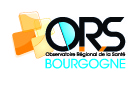 ORS
Observatoire Régional de la Santé
BOURGOGNE